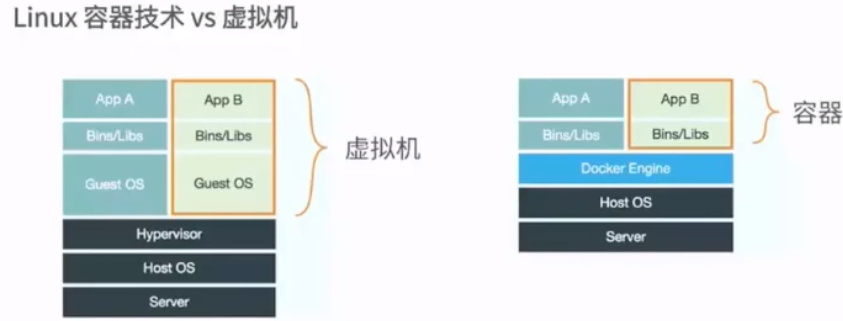 Linux 容器技术 vs 虚拟机
App A
App B
Bins/Libs
Bins/Libs
Guest OS
Guest OS
虚拟机
Hypervisor
Host OS
Server
App A
App B
容器
Bins/Libs
Bins/Libs
Docker Engine
Host OS
Server